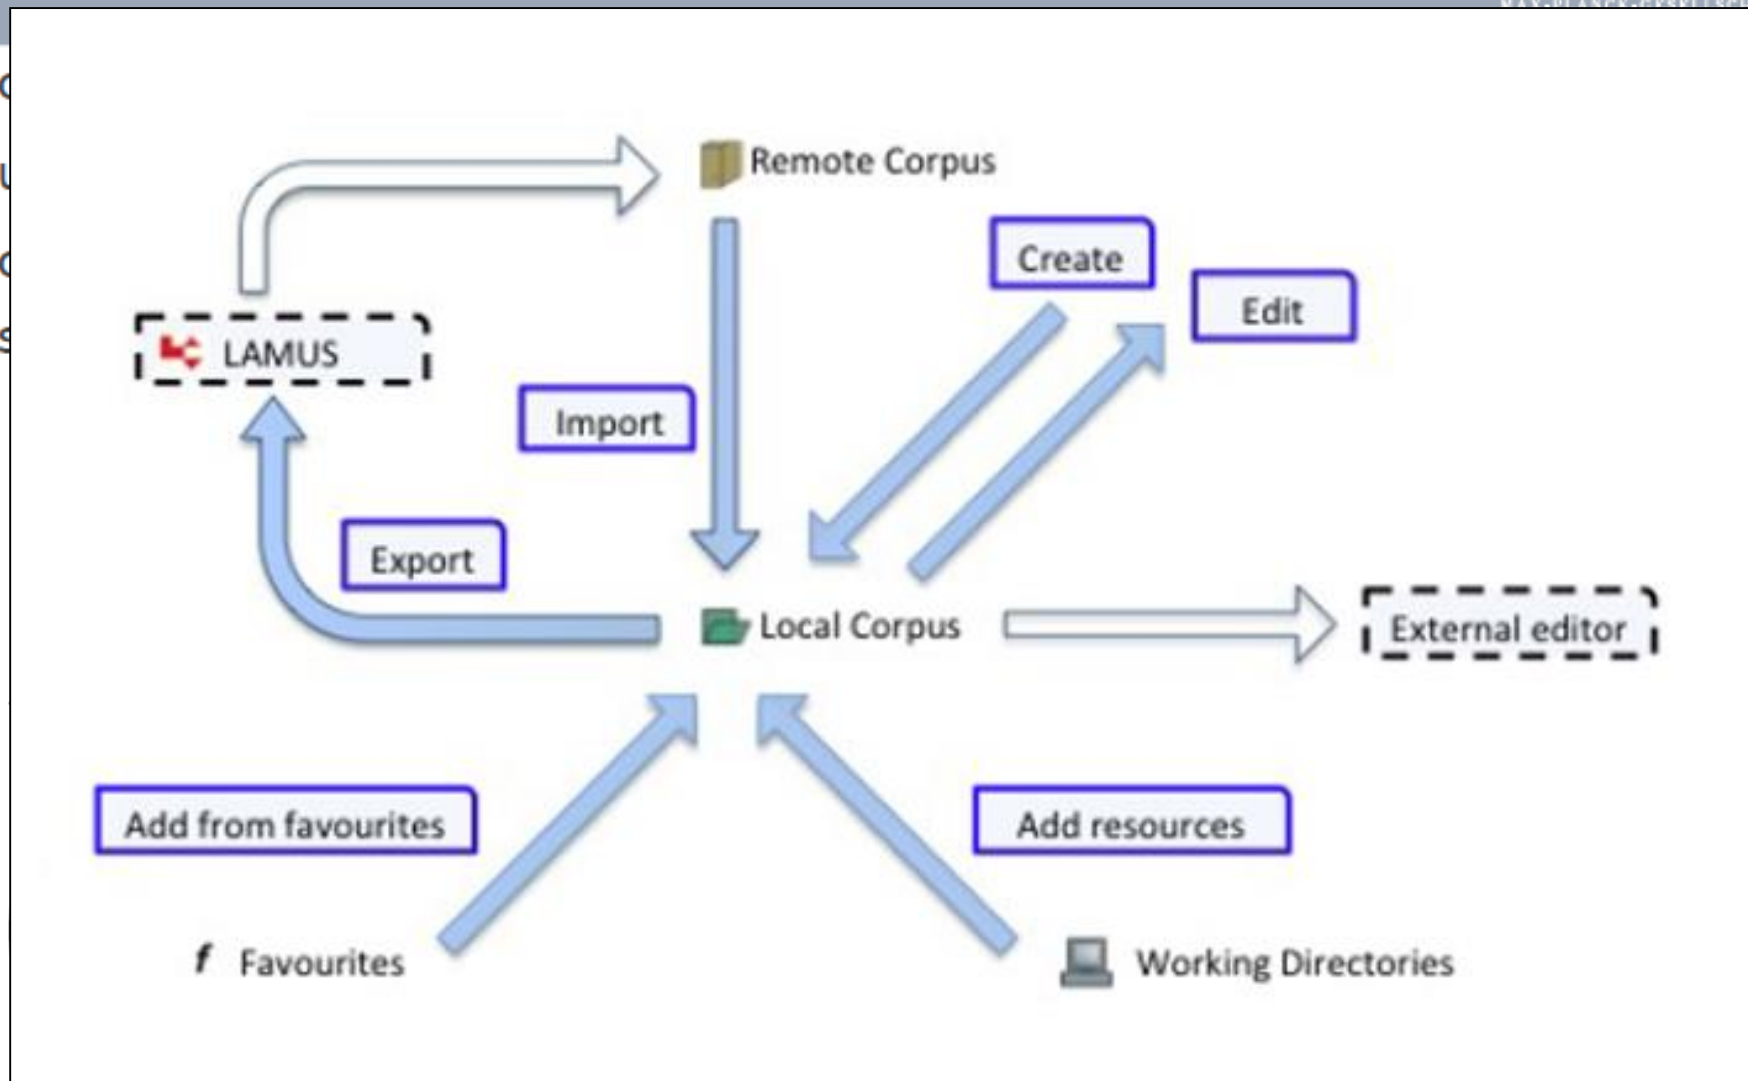 Remote Corpus
Create
Edit
LAMUS
Import
Export
Local Corpus
External editor
Add from favourites
Add resources
f Favourites
Working Directories